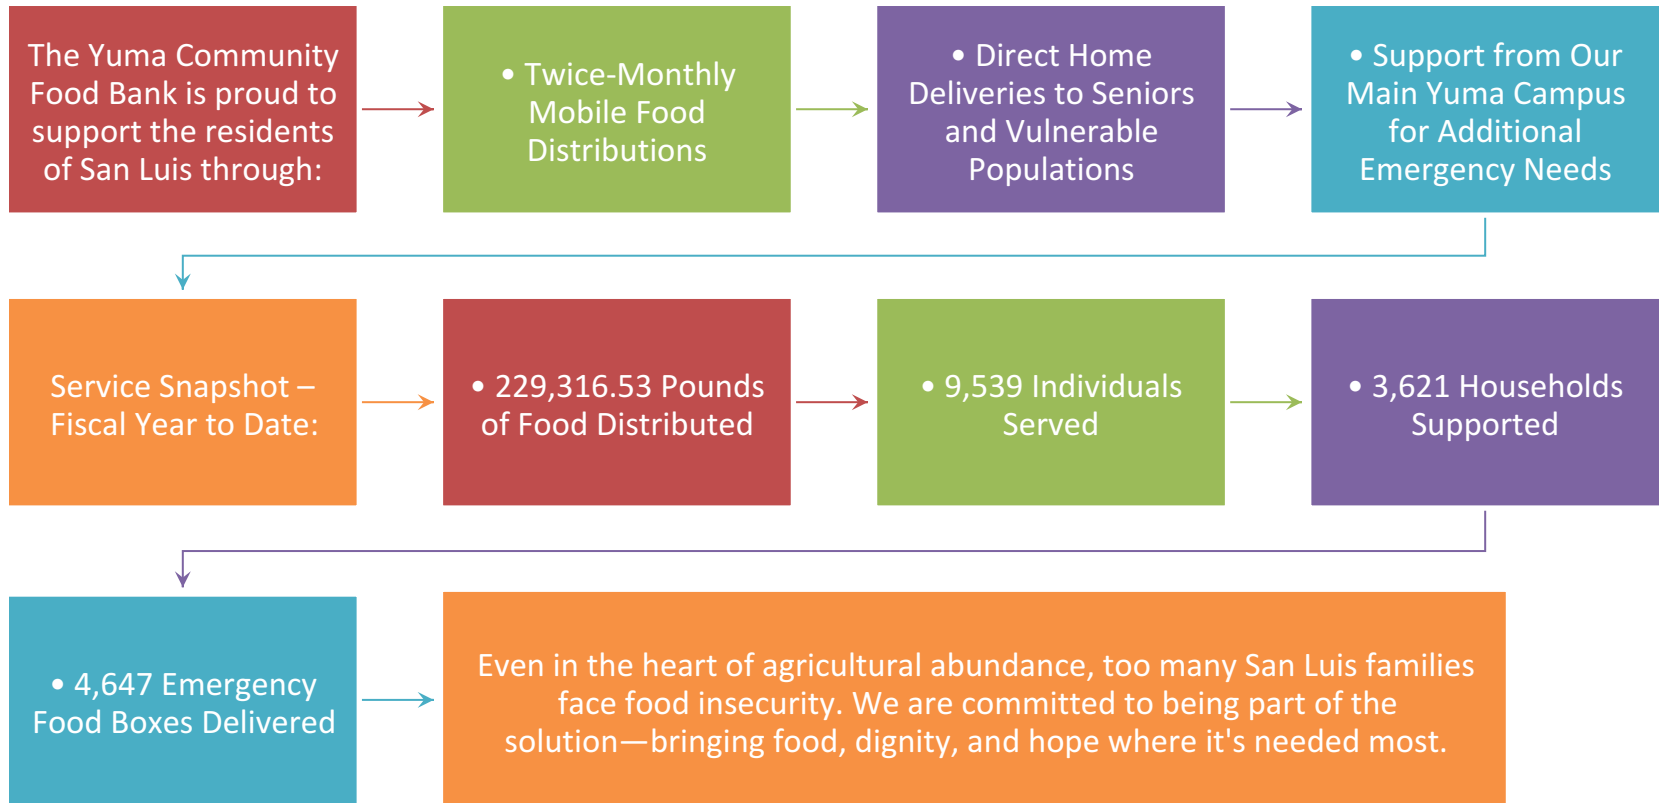 The Yuma Community
Food Bank is proud to
support the residents
of San Luis through:
• Twice-Monthly
Mobile Food
Distributions
• Direct Home
Deliveries to Seniors
and Vulnerable
Populations
• Support from Our
Main Yuma Campus
for Additional
Emergency Needs
Service Snapshot –
Fiscal Year to Date:
• 229,316.53 Pounds
of Food Distributed
• 9,539 Individuals
Served
• 3,621 Households
Supported
• 4,647 Emergency
Food Boxes Delivered
Even in the heart of agricultural abundance, too many San Luis families
face food insecurity. We are committed to being part of the
solution—bringing food, dignity, and hope where it's needed most.